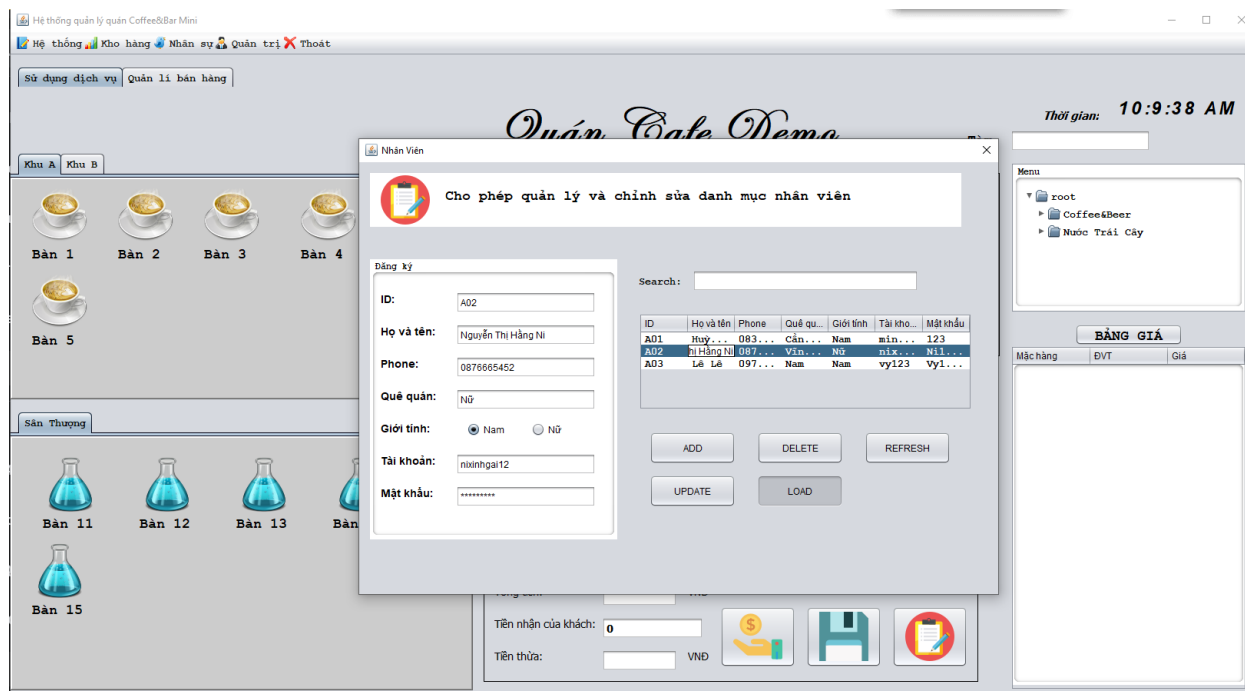 Hệ thống quản lý quán Coffee&Bar Mini
Hệ thống Kho hàng Nhân sự Quản trị Thoát
Sử dụng dịch vụ Quản lí bán hàng
Quán Cafe Demo
Thời gian: 10:9:38 AM
Khu A Khu B
Bàn 1 Bàn 2 Bàn 3 Bàn 4
Bàn 5
Sân Thượng
Bàn 11 Bàn 12 Bàn 13 Bàn
Bàn 15
Nhân Viên
Cho phép quản lý và chỉnh sửa danh mục nhân viên
Đăng ký
ID: A02
Họ và tên: Nguyễn Thị Hằng Ni
Phone: 0876665452
Quê quán: Nữ
Giới tính: Nam Nữ
Tài khoản: nixinhgai12
Mật khẩu: *********
Search:
ID Họ và tên Phone Quê qu... Giới tính Tài kho... Mật khẩu
A01 Huỳ... 083... Cần... Nam min... 123
A02 hị Hằng Ni 087... Vĩn... Nữ nix... Ni1...
A03 Lê Lê 097... Nam Nam vy123 Vy1...
ADD DELETE REFRESH
UPDATE LOAD
VNĐ
Tiền nhận của khách: 0
Tiền thừa: VNĐ
Menu
root
Coffee&Beer
Nước Trái Cây
BẢNG GIÁ
Mặc hàng ĐVT Giá